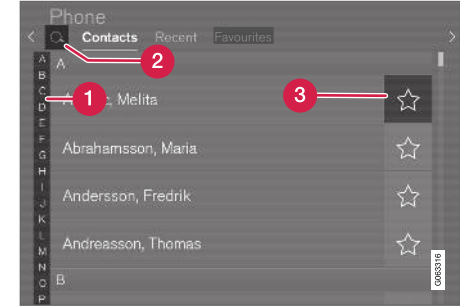 Phone
Contacts Recent Favourites
2
A
A
B
C
D
E
F
G
H
I
J
K
L
M
N
O
P
1
Melita
3
Abrahamsson, Maria
Andersson, Fredrik
Andreasson, Thomas
B
G063316